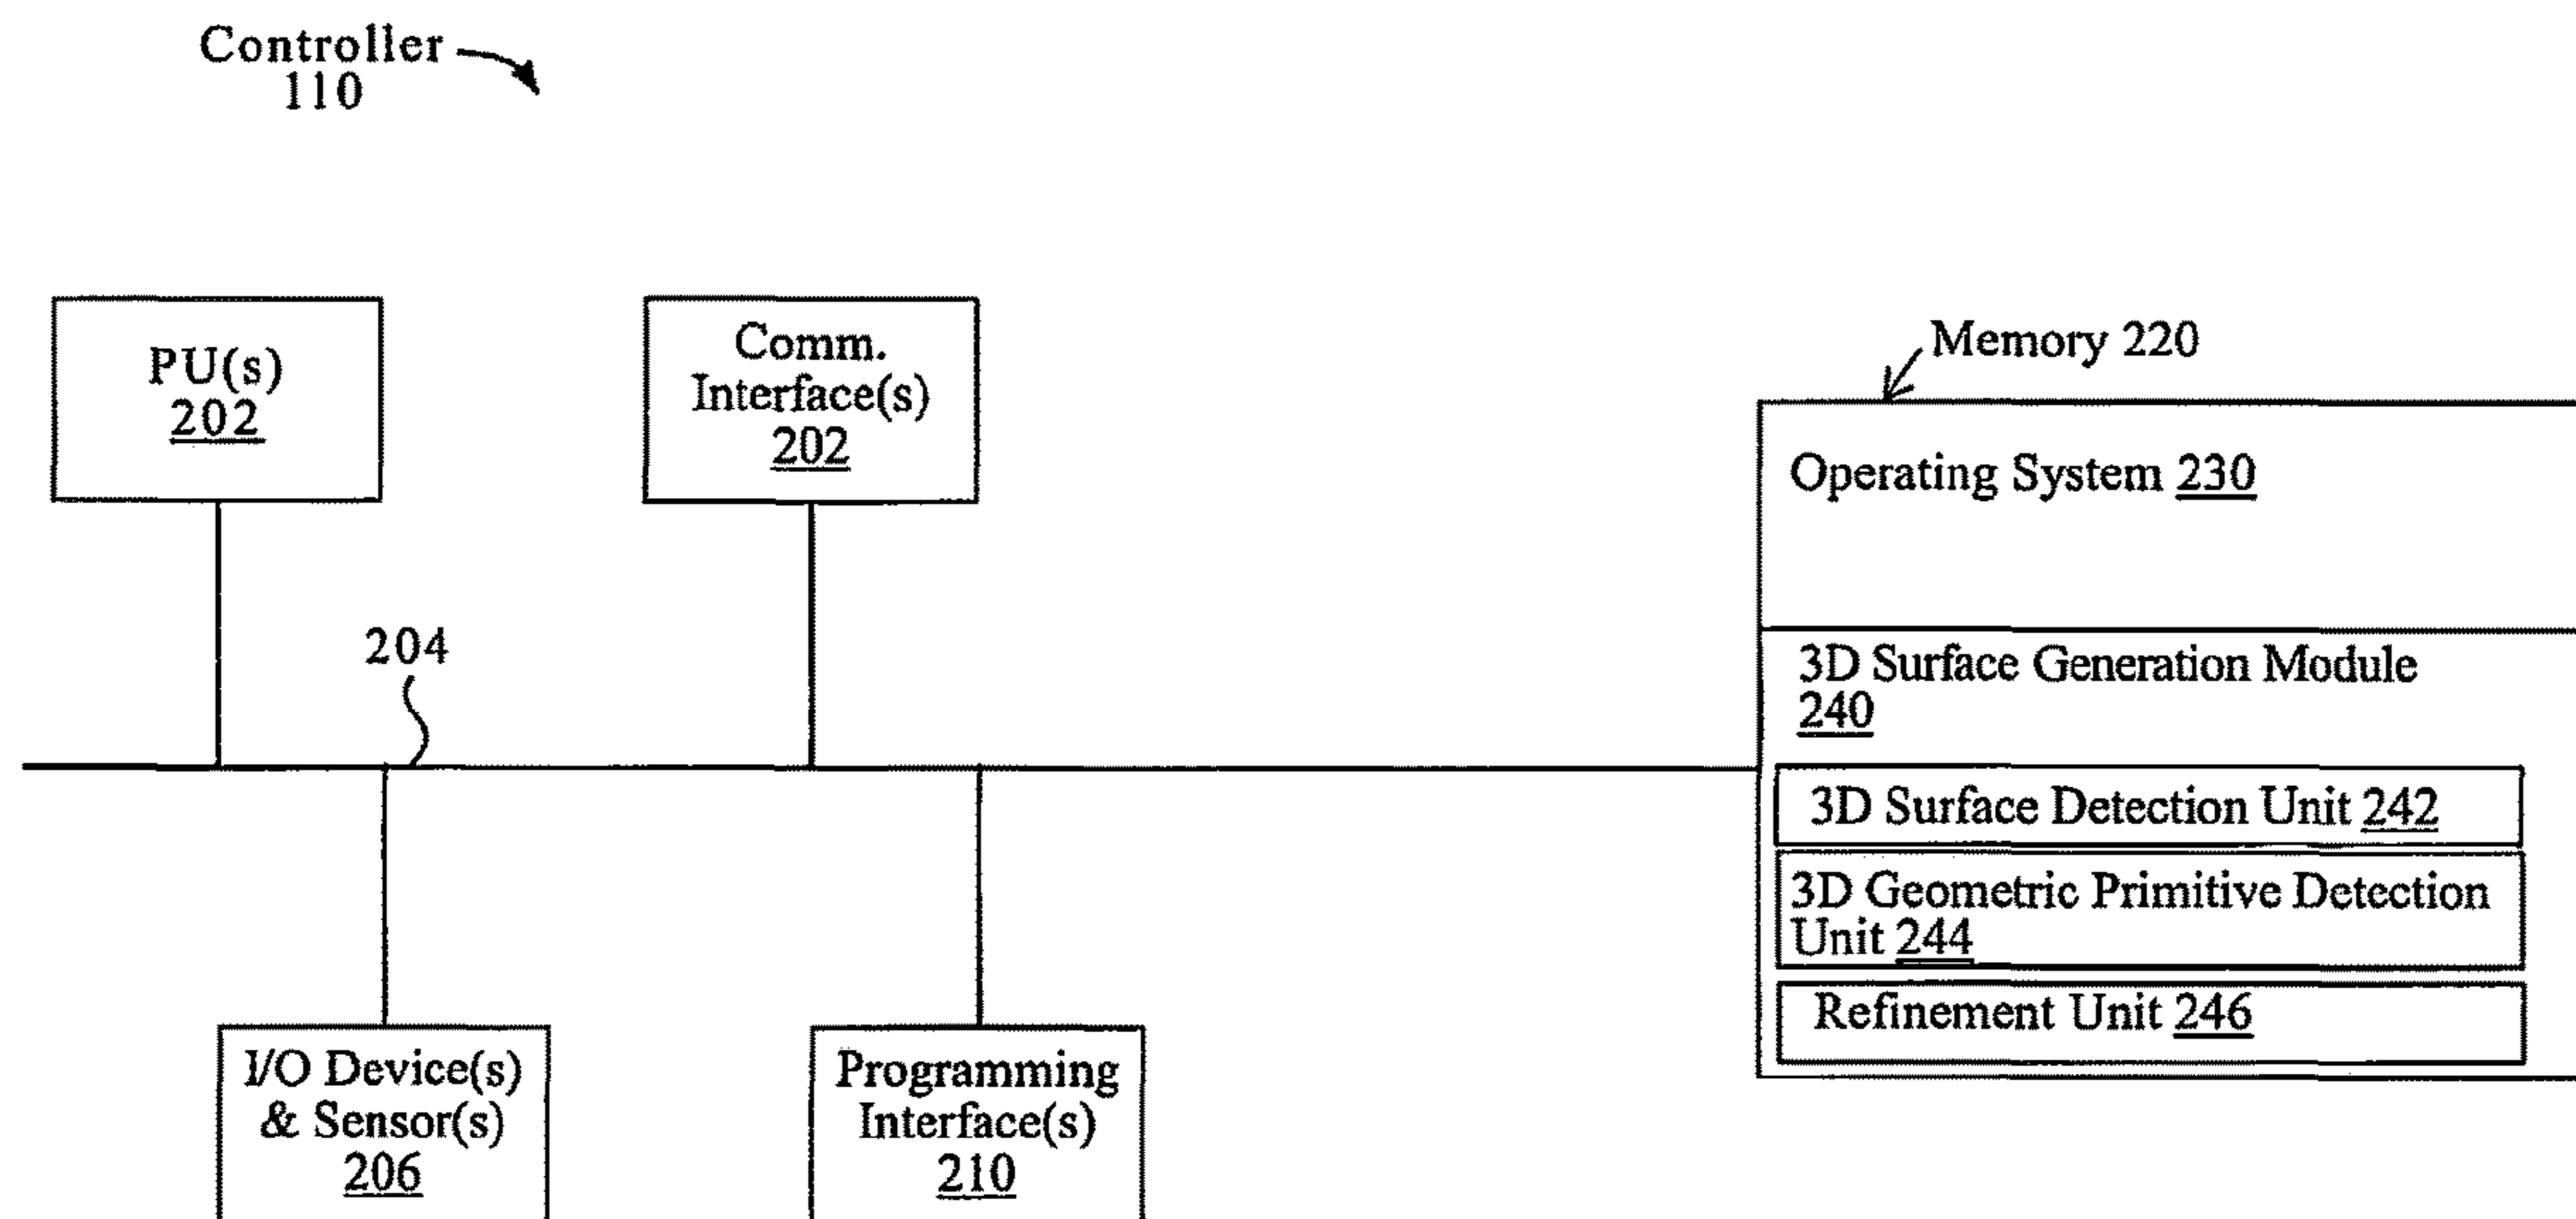 Controller
110
PU(s)
202
Comm.
Interface(s)
202
Memory 220
Operating System 230
204
3D Surface Generation Module
240
3D Surface Detection Unit 242
3D Geometric Primitive Detection
Unit 244
Refinement Unit 246
I/O Device(s)
& Sensor(s)
206
Programming
Interface(s)
210